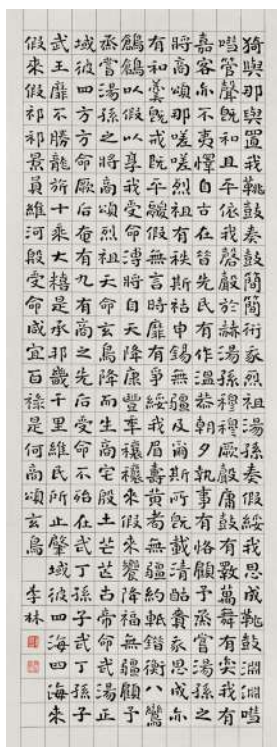 猗與那與置我鞉鼓奏鼓簡簡衎我烈祖湯孫奏假綏我思成鞉鼓淵淵嘒
嘒管聲既和且平依我磬聲於赫湯孫穆穆厥聲庸鼓有斁萬舞有奕我有
嘉客亦不夷懌自古在昔先民有作溫恭朝夕執事有恪顧予烝嘗湯孫之
將高頌那嗟嗟烈祖有秩斯祜申錫無疆及爾斯所既載清酤賚我思成亦
有和羹既戒既平鬷假無言時靡有爭綏我眉壽黃耇無疆約軧錯衡八鸞
鶬鶬以假以享我受命溥將自天降康豐年穰穰來假來饗降福無疆顧予
烝嘗湯孫之將高頌烈祖天命玄鳥降而生商宅殷土芒芒古帝命武湯正
域彼四方方命厥后奄有九有商之先后受命不殆在武丁孫子武丁孫子
武王靡不勝龍旂十乘大糦是承邦畿千里維民所止肇域彼四海四海來
假來假祁祁景員維河殷受命咸宜百祿是何高頌玄鳥 李林